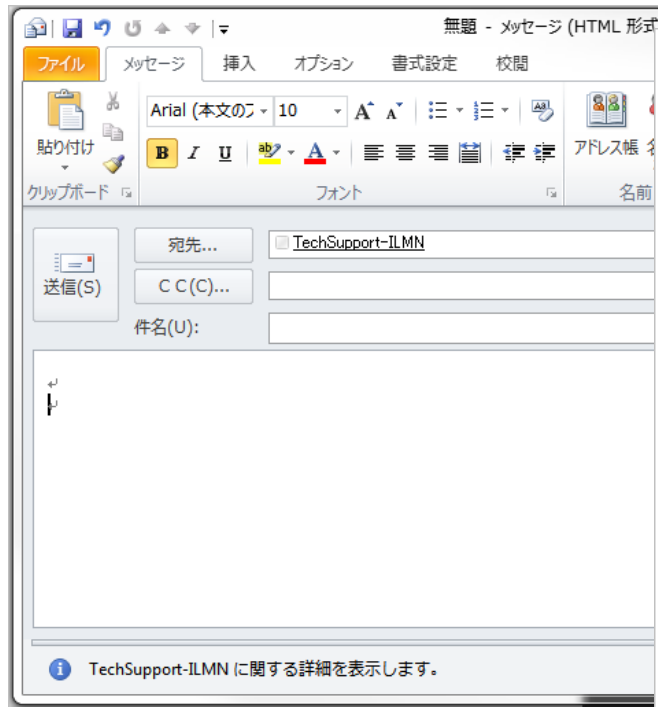 無題 - メッセージ (HTML 形式
ファイル メッセージ 挿入 オプション 書式設定 校閲
Arial (本文のフ 10 A A
貼り付け B I U ab A アドレス帳 名
クリップボード フォント 名前
宛先... TechSupport-ILMN
送信(S) C C(C)...
件名(U):
TechSupport-ILMN に関する詳細を表示します。